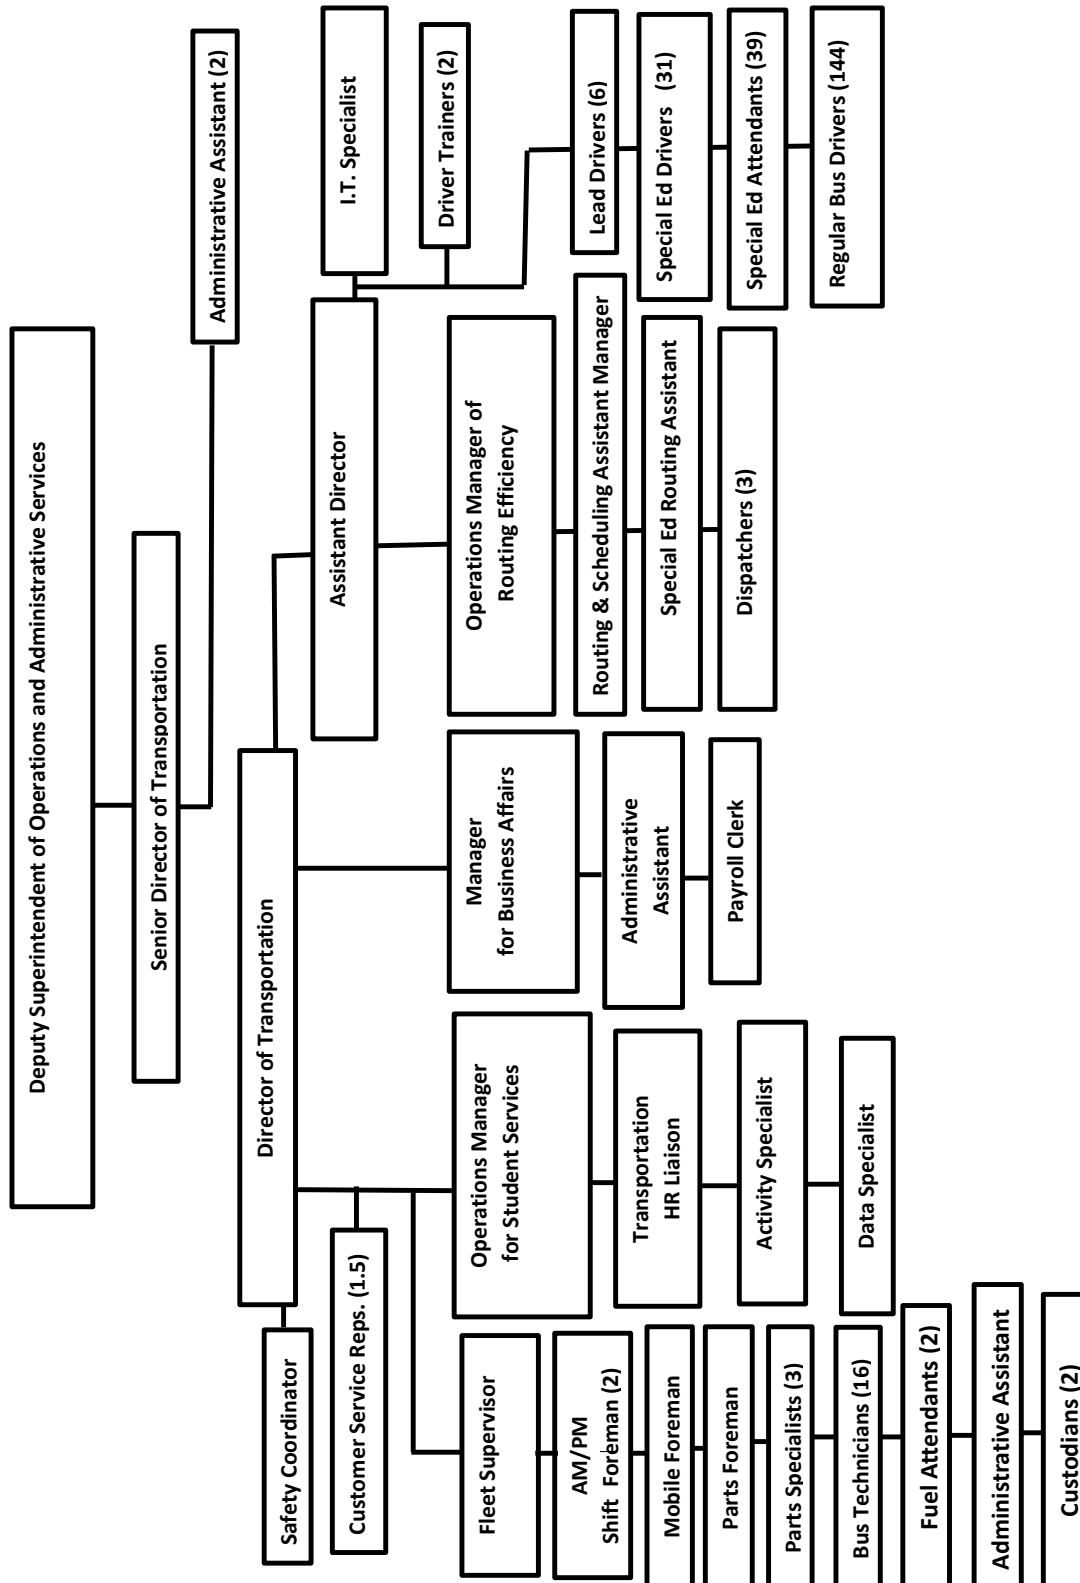 Deputy Superintendent of Operations and Administrative Services
Senior Director of Transportation
Administrative Assistant (2)
Director of Transportation
Safety Coordinator
Customer Service Reps. (1.5)
Assistant Director
I.T. Specialist
Driver Trainers (2)
Fleet Supervisor
AM/PM
Shift Foreman (2)
Mobile Foreman
Parts Foreman
Parts Specialists (3)
Bus Technicians (16)
Fuel Attendants (2)
Administrative Assistant
Custodians (2)
Operations Manager
for Student Services
Transportation
HR Liaison
Activity Specialist
Data Specialist
Manager
for Business Affairs
Administrative
Assistant
Payroll Clerk
Operations Manager of
Routing Efficiency
Routing & Scheduling Assistant Manager
Special Ed Routing Assistant
Dispatchers (3)
Lead Drivers (6)
Special Ed Drivers (31)
Special Ed Attendants (39)
Regular Bus Drivers (144)